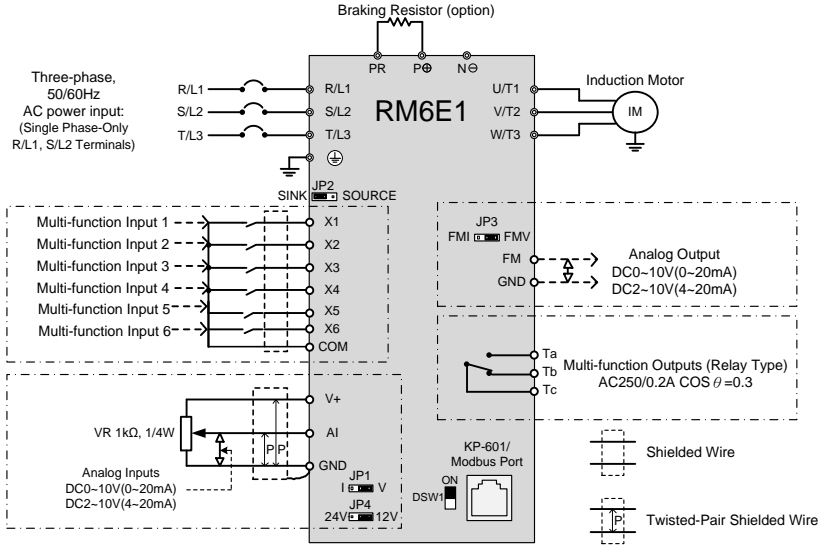 Braking Resistor (option)
PR P⊕ N⊖
Three-phase,
50/60Hz
AC power input:
(Single Phase-Only
R/L1, S/L2 Terminals)
R/L1
S/L2
T/L3
R/L1
S/L2
T/L3
RM6E1
U/T1
V/T2
W/T3
Induction Motor
IM
JP2
SINK SOURCE
Multi-function Input 1
Multi-function Input 2
Multi-function Input 3
Multi-function Input 4
Multi-function Input 5
Multi-function Input 6
X1
X2
X3
X4
X5
X6
COM
JP3
FMI FMV
FM
GND
Analog Output
DC0~10V(0~20mA)
DC2~10V(4~20mA)
Ta
Tb
Tc
Multi-function Outputs (Relay Type)
AC250/0.2A COS θ =0.3
V+
AI
GND
VR 1kΩ, 1/4W
P P
Analog Inputs
DC0~10V(0~20mA)
DC2~10V(4~20mA)
JP1
I V
JP4
24V 12V
KP-601/
Modbus Port
ON
DSW1
Shielded Wire
P
Twisted-Pair Shielded Wire